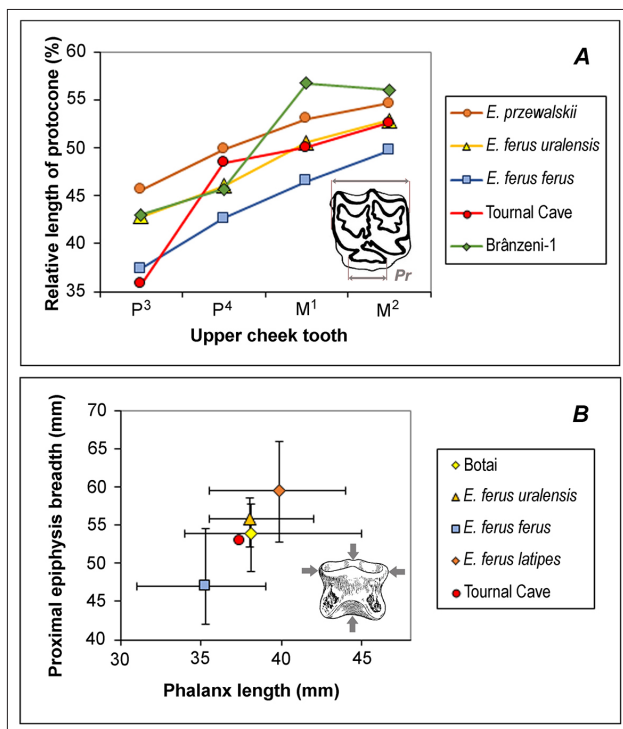 A
Relative length of protocone (%)
60
55
50
45
40
35
P³ P⁴ M¹ M²
Upper cheek tooth
Pr
E. przewalskii
E. ferus uralensis
E. ferus ferus
Tournal Cave
Brânzeni-1
B
Proximal epiphysis breadth (mm)
70
65
60
55
50
45
40
30 35 40 45
Phalanx length (mm)
Botai
E. ferus uralensis
E. ferus ferus
E. ferus latipes
Tournal Cave